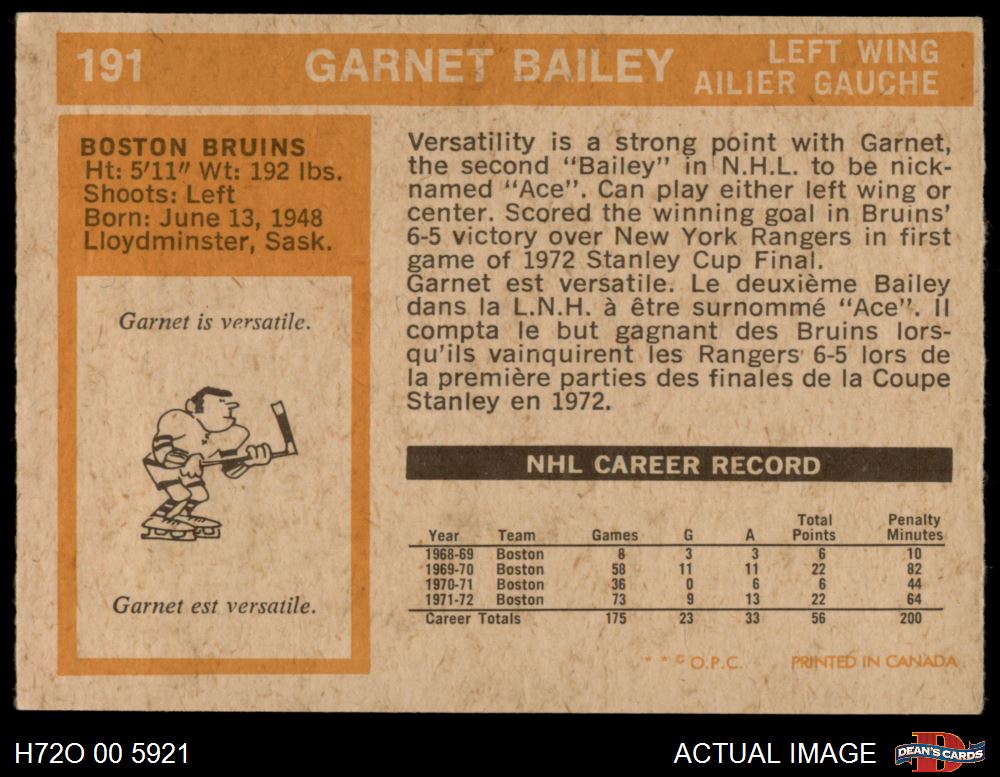 191
GARNET BAILEY
LEFT WING
AILIER GAUCHE
BOSTON BRUINS
Ht: 5'11" Wt: 192 lbs.
Shoots: Left
Born: June 13, 1948
Lloydminster, Sask.
Garnet is versatile.
Garnet est versatile.
Versatility is a strong point with Garnet,
the second "Bailey" in N.H.L. to be nick-
named "Ace". Can play either left wing or
center. Scored the winning goal in Bruins'
6-5 victory over New York Rangers in first
game of 1972 Stanley Cup Final.
Garnet est versatile. Le deuxième Bailey
dans la L.N.H. à être surnommé "Ace". Il
compta le but gagnant des Bruins lors-
qu'ils vainquirent les Rangers 6-5 lors de
la première parties des finales de la Coupe
Stanley en 1972.
NHL CAREER RECORD
Year Team Games G A Total Points Penalty Minutes
1968-69 Boston 8 3 3 6 10
1969-70 Boston 58 11 11 22 82
1970-71 Boston 36 0 6 6 44
1971-72 Boston 73 9 13 22 64
Career Totals 175 23 33 56 200
* * © O.P.C. PRINTED IN CANADA
H72O 00 5921
ACTUAL IMAGE
D
DEAN'S CARDS